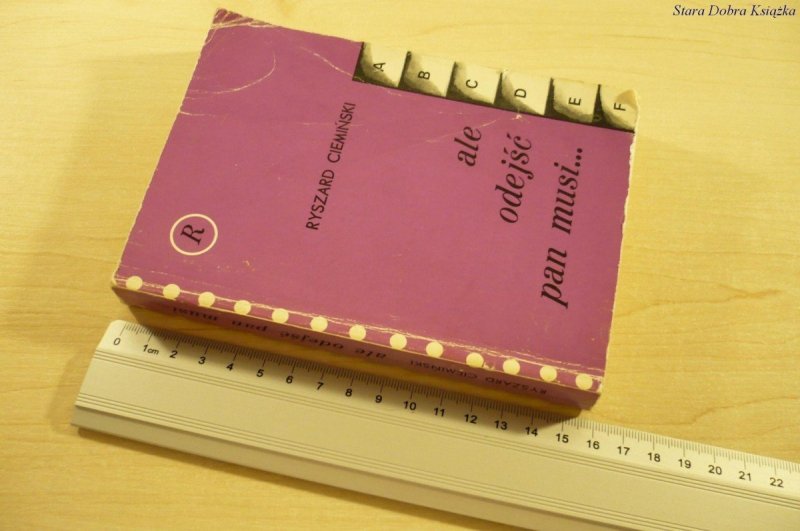 Stara Dobra Książka
A B C D E F
RYSZARD CIEMIŃSKI
ale
odejść
pan musi...
R
RYSZARD CIEMIŃSKI ale odejść pan musi
0 1cm 2 3 4 5 6 7 8 9 10 11 12 13 14 15 16 17 18 19 20 21 22